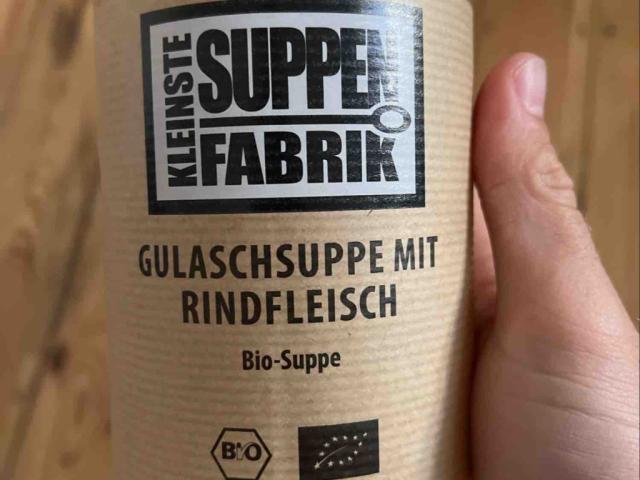 KLEINSTE
SUPPEN
FABRIK
GULASCHSUPPE MIT
RINDFLEISCH
Bio-Suppe
BIO